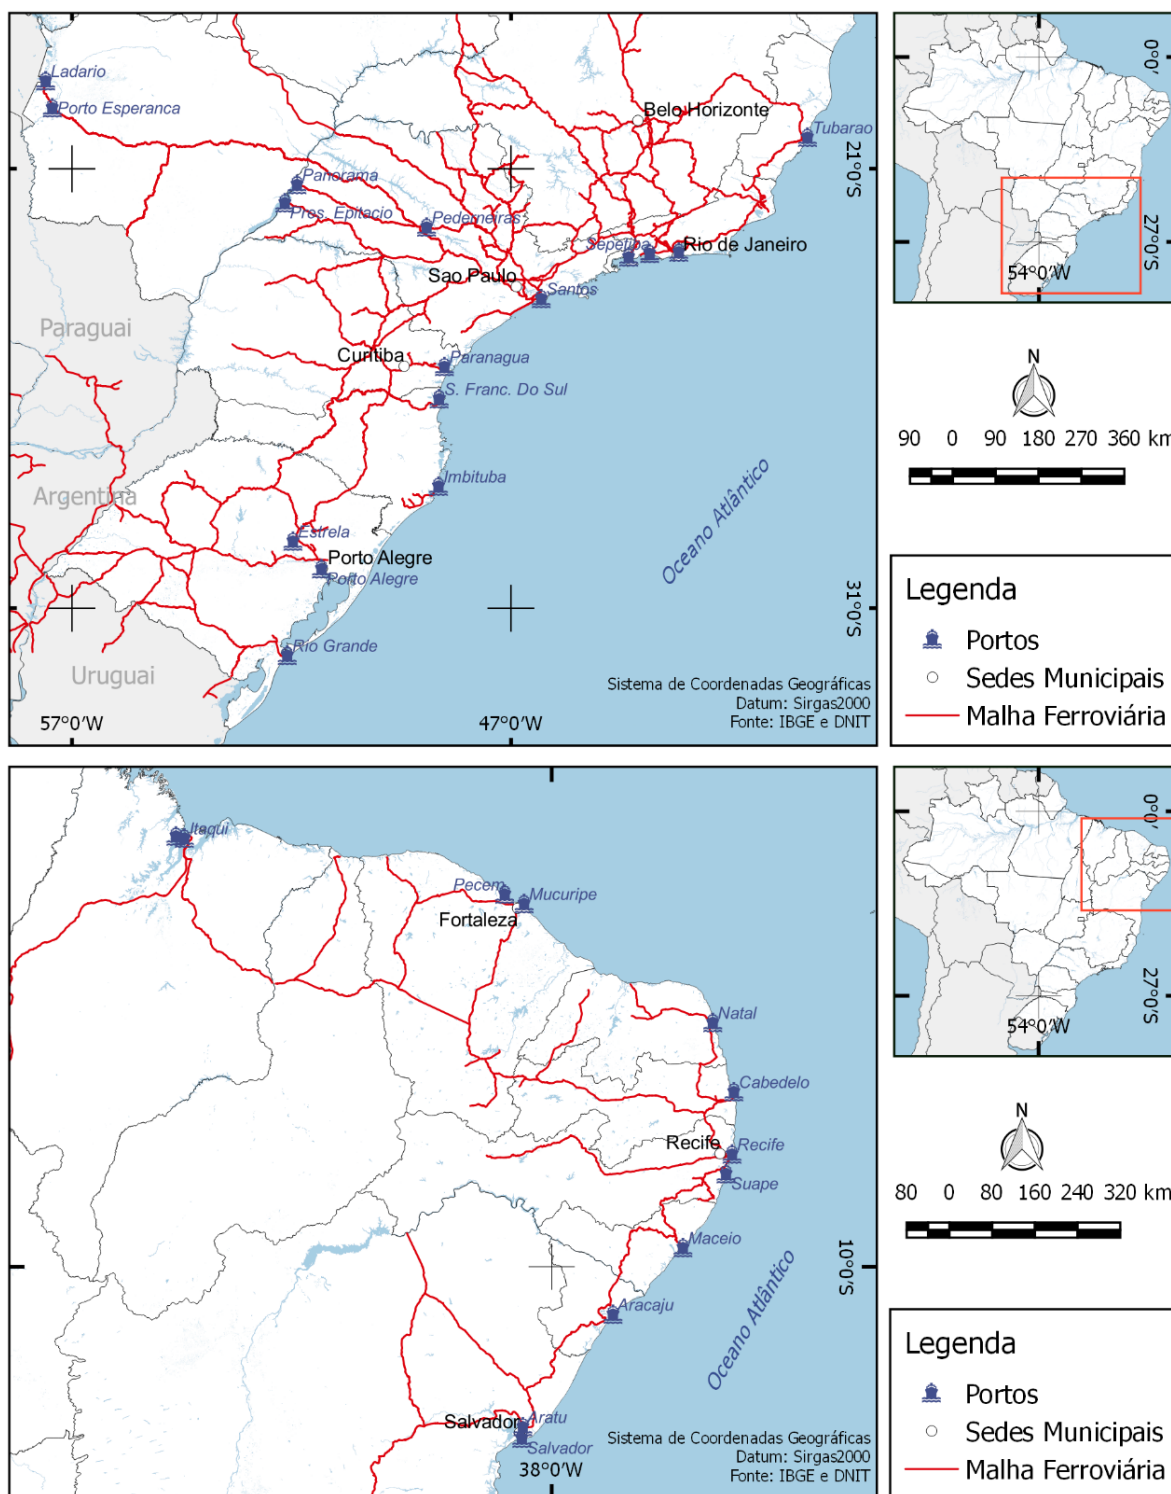 Ladario
Porto Esperanca
Belo Horizonte
Tubarao
21°0'S
Panorama
Pres. Epitacio
Pederneiras
Sepetiba
Rio de Janeiro
Sao Paulo
Santos
Paraguai
Curitiba
Paranagua
S. Franc. Do Sul
Argentina
Imbituba
Oceano Atlântico
Estrela
Porto Alegre
Porto Alegre
31°0'S
Rio Grande
Uruguai
57°0'W
47°0'W
Sistema de Coordenadas Geográficas
Datum: Sirgas2000
Fonte: IBGE e DNIT
0°0'
27°0'S
54°0'W
N
90 0 90 180 270 360 km
Legenda
Portos
Sedes Municipais
Malha Ferroviária
Itaqui
Pecem
Mucuripe
Fortaleza
Natal
Cabedelo
Recife
Recife
Suape
Maceio
10°0'S
Aracaju
Oceano Atlântico
Salvador
Aratu
Salvador
38°0'W
Sistema de Coordenadas Geográficas
Datum: Sirgas2000
Fonte: IBGE e DNIT
0°0'
27°0'S
54°0'W
N
80 0 80 160 240 320 km
Legenda
Portos
Sedes Municipais
Malha Ferroviária